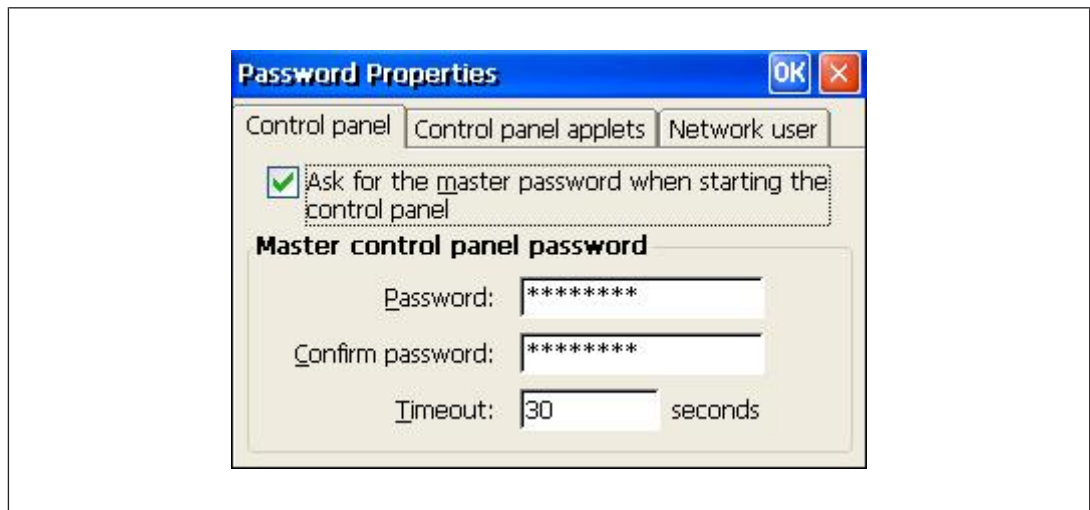 Password Properties OK
Control panel Control panel applets Network user
Ask for the master password when starting the
control panel
Master control panel password
Password: ********
Confirm password: ********
Timeout: 30 seconds